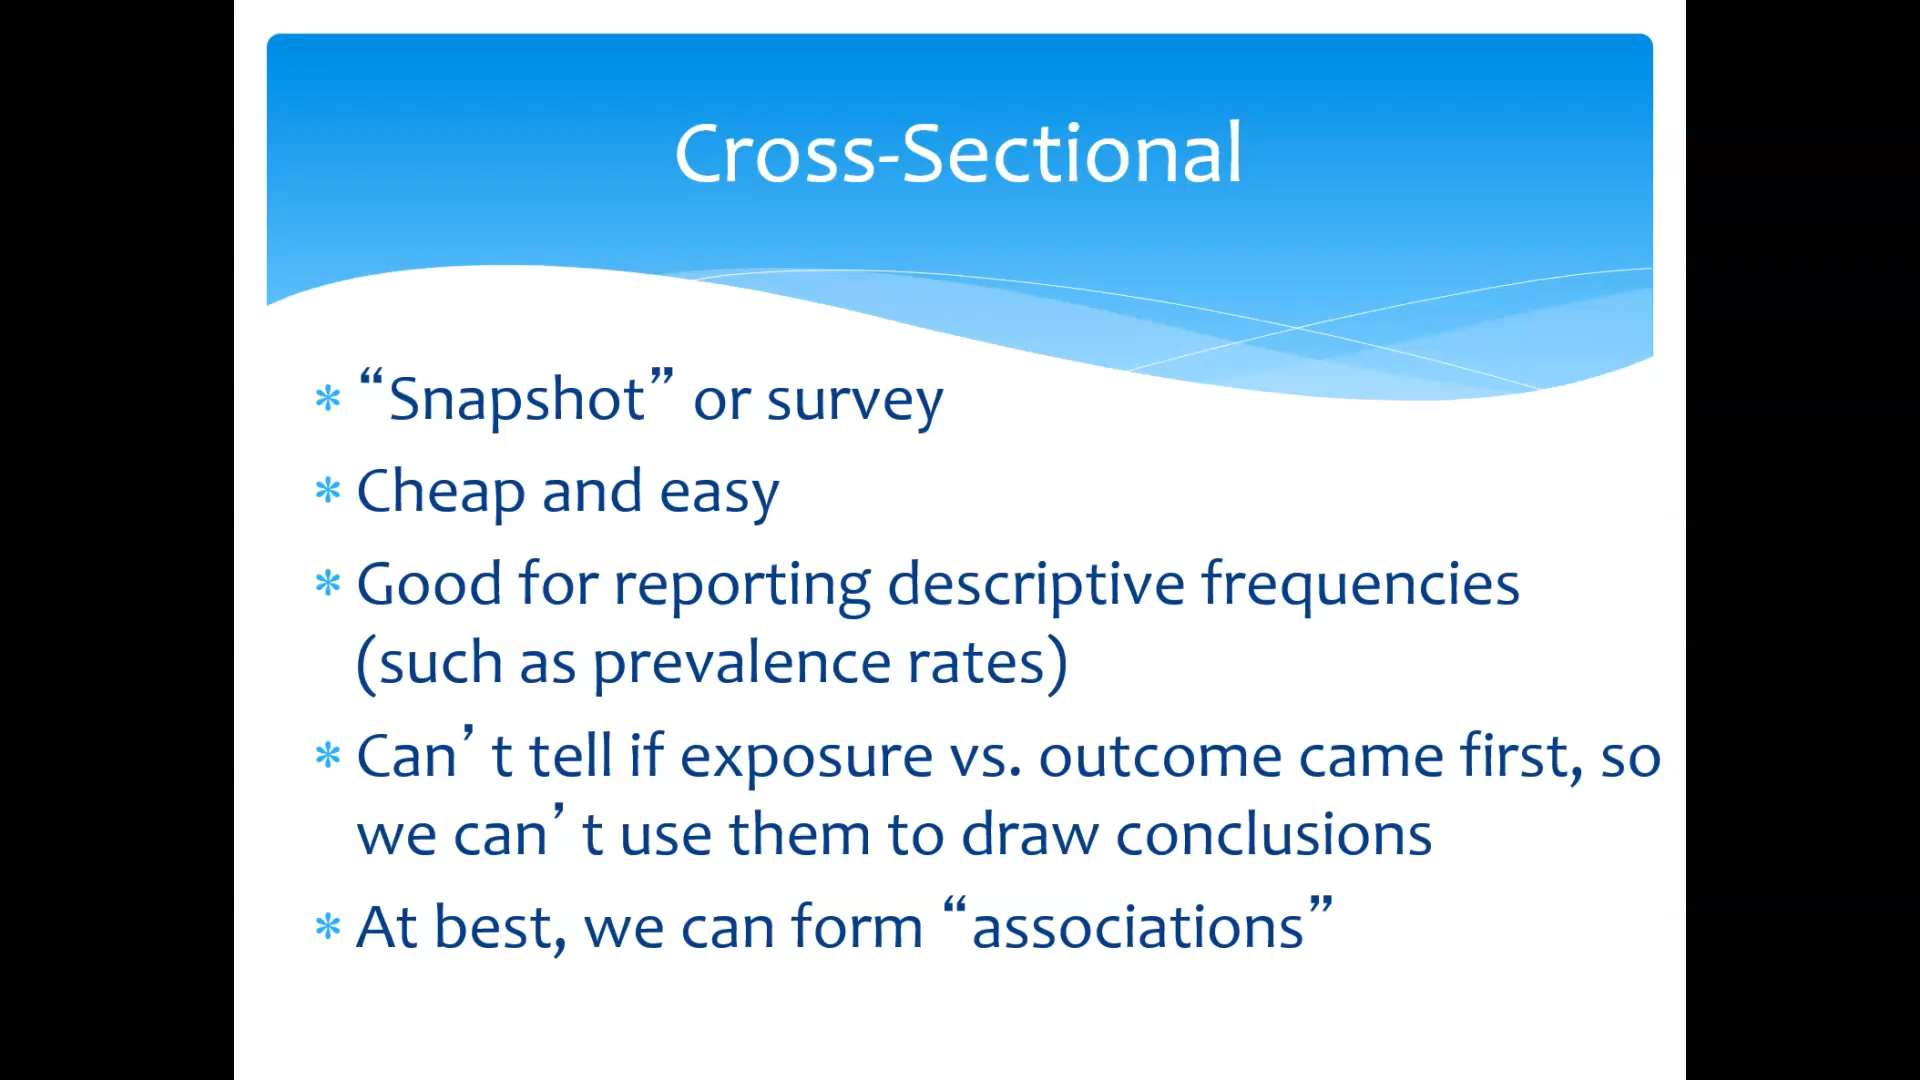 Cross-Sectional
* “Snapshot” or survey
* Cheap and easy
* Good for reporting descriptive frequencies
(such as prevalence rates)
* Can’t tell if exposure vs. outcome came first, so
we can’t use them to draw conclusions
* At best, we can form “associations”